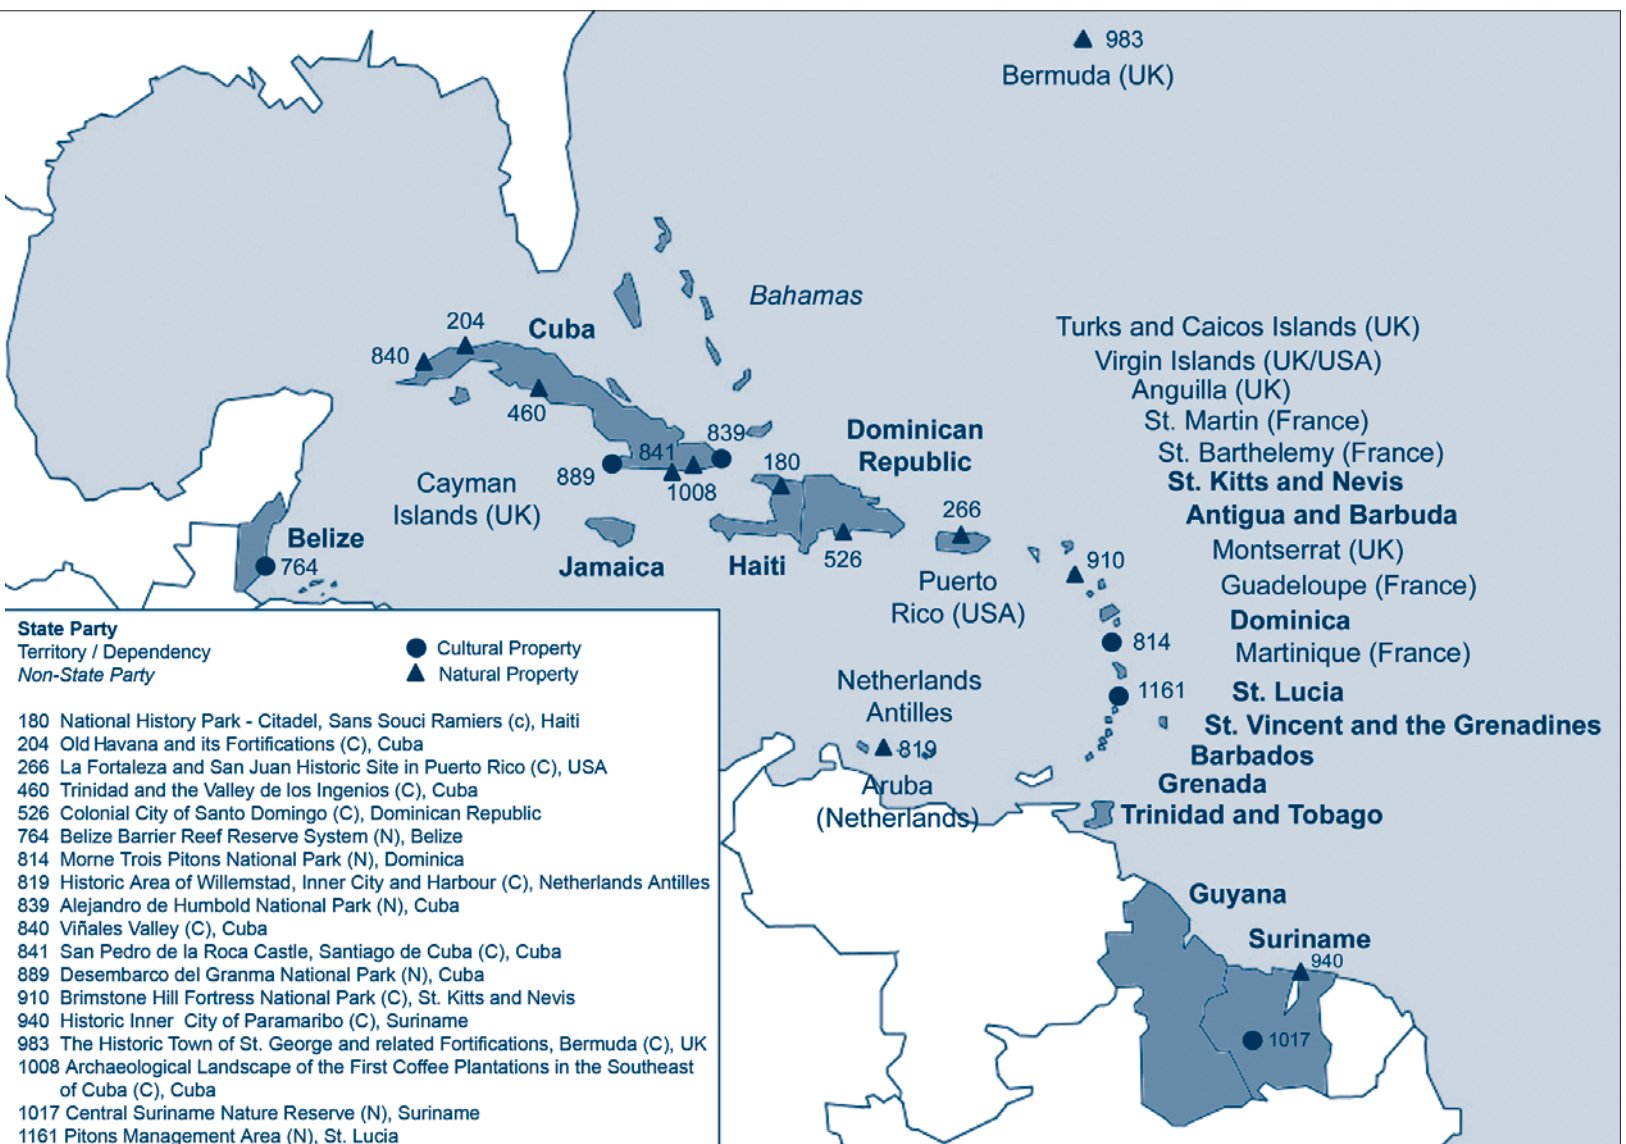 983
Bermuda (UK)
Bahamas
204
Cuba
840
460
Turks and Caicos Islands (UK)
Virgin Islands (UK/USA)
Anguilla (UK)
St. Martin (France)
St. Barthelemy (France)
St. Kitts and Nevis
Antigua and Barbuda
Montserrat (UK)
Guadeloupe (France)
Dominica
Martinique (France)
St. Lucia
St. Vincent and the Grenadines
Barbados
Grenada
Trinidad and Tobago
839
841
889
1008
180
Dominican
Republic
Cayman
Islands (UK)
266
526
Belize
764
Jamaica
Haiti
Puerto
Rico (USA)
910
814
1161
Netherlands
Antilles
819
Aruba
(Netherlands)
Guyana
Suriname
940
1017
State Party
Territory / Dependency
Non-State Party
Cultural Property
Natural Property
180 National History Park - Citadel, Sans Souci Ramiers (c), Haiti
204 Old Havana and its Fortifications (C), Cuba
266 La Fortaleza and San Juan Historic Site in Puerto Rico (C), USA
460 Trinidad and the Valley de los Ingenios (C), Cuba
526 Colonial City of Santo Domingo (C), Dominican Republic
764 Belize Barrier Reef Reserve System (N), Belize
814 Morne Trois Pitons National Park (N), Dominica
819 Historic Area of Willemstad, Inner City and Harbour (C), Netherlands Antilles
839 Alejandro de Humbold National Park (N), Cuba
840 Viñales Valley (C), Cuba
841 San Pedro de la Roca Castle, Santiago de Cuba (C), Cuba
889 Desembarco del Granma National Park (N), Cuba
910 Brimstone Hill Fortress National Park (C), St. Kitts and Nevis
940 Historic Inner City of Paramaribo (C), Suriname
983 The Historic Town of St. George and related Fortifications, Bermuda (C), UK
1008 Archaeological Landscape of the First Coffee Plantations in the Southeast
of Cuba (C), Cuba
1017 Central Suriname Nature Reserve (N), Suriname
1161 Pitons Management Area (N), St. Lucia